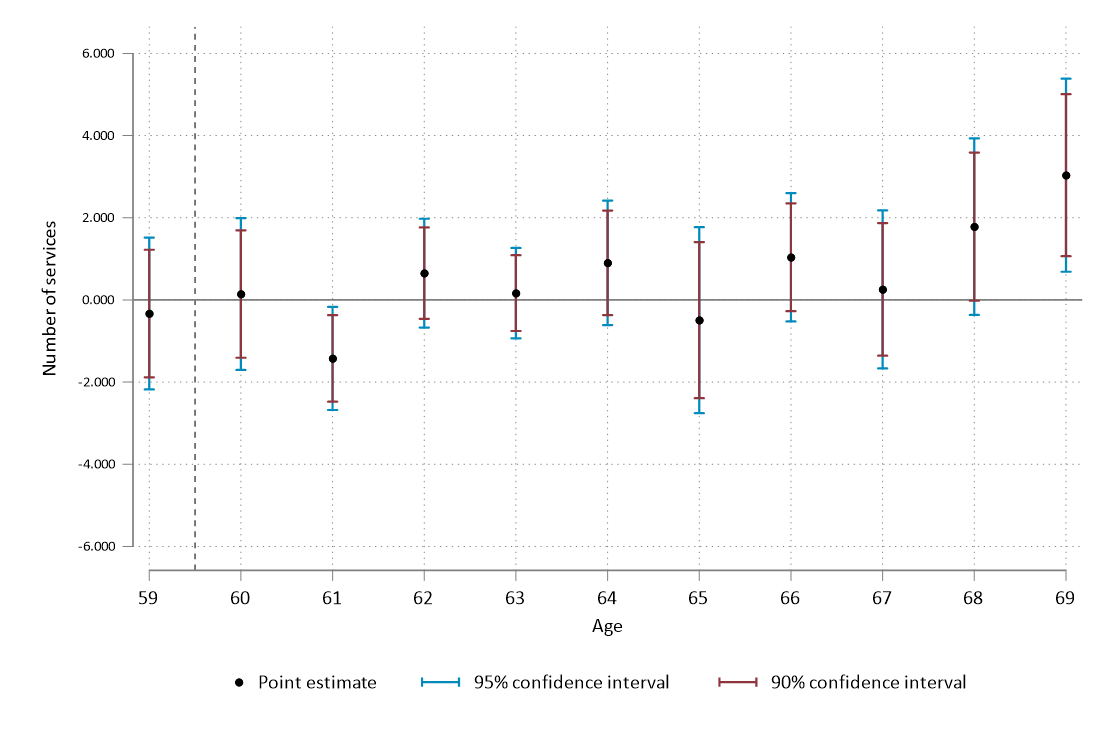 6.000
4.000
2.000
0.000
-2.000
-4.000
-6.000
Number of services
59 60 61 62 63 64 65 66 67 68 69
Age
Point estimate 95% confidence interval 90% confidence interval